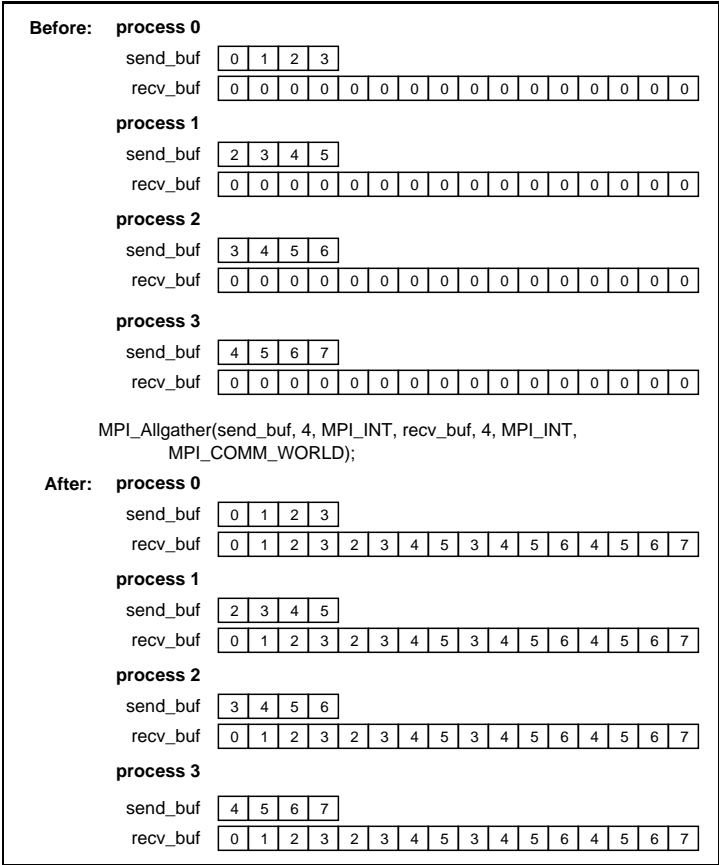 Before: process 0
send_buf 0 1 2 3
recv_buf 0 0 0 0 0 0 0 0 0 0 0 0 0 0 0 0
process 1
send_buf 2 3 4 5
recv_buf 0 0 0 0 0 0 0 0 0 0 0 0 0 0 0 0
process 2
send_buf 3 4 5 6
recv_buf 0 0 0 0 0 0 0 0 0 0 0 0 0 0 0 0
process 3
send_buf 4 5 6 7
recv_buf 0 0 0 0 0 0 0 0 0 0 0 0 0 0 0 0
MPI_Allgather(send_buf, 4, MPI_INT, recv_buf, 4, MPI_INT,
MPI_COMM_WORLD);
After: process 0
send_buf 0 1 2 3
recv_buf 0 1 2 3 2 3 4 5 3 4 5 6 4 5 6 7
process 1
send_buf 2 3 4 5
recv_buf 0 1 2 3 2 3 4 5 3 4 5 6 4 5 6 7
process 2
send_buf 3 4 5 6
recv_buf 0 1 2 3 2 3 4 5 3 4 5 6 4 5 6 7
process 3
send_buf 4 5 6 7
recv_buf 0 1 2 3 2 3 4 5 3 4 5 6 4 5 6 7